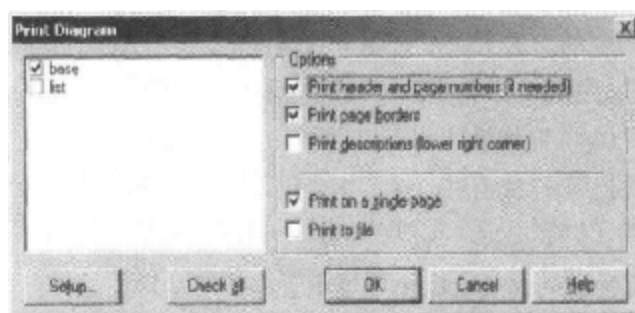 Print Diagram
base
list
Options
Print header and page numbers (if needed)
Print page borders
Print descriptions (lower right corner)
Print on a single page
Print to file
Setup...
Check all
OK
Cancel
Help